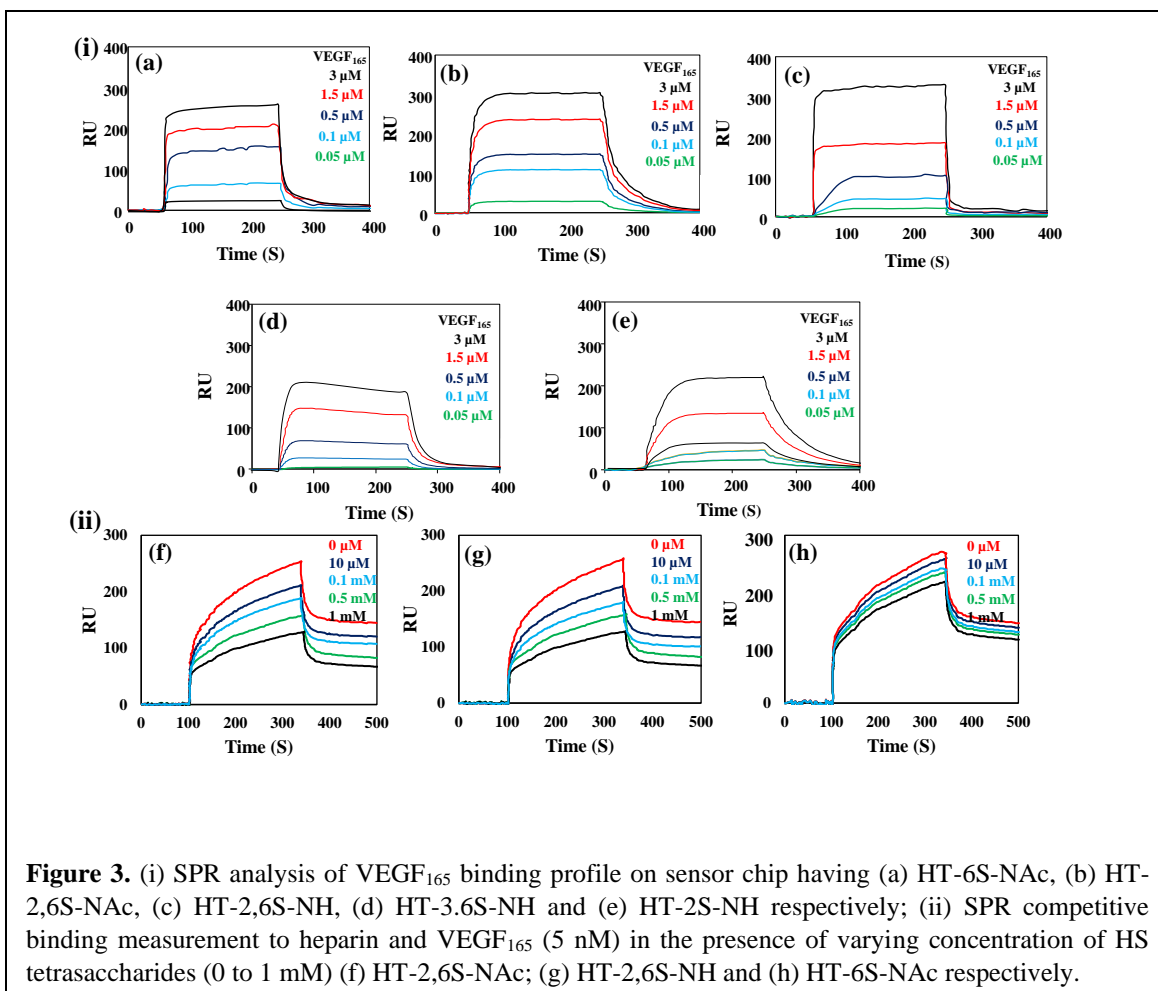 (i)
(a)
VEGF₁₆₅
3 µM
1.5 µM
0.5 µM
0.1 µM
0.05 µM
RU
400
300
200
100
0
0 100 200 300 400
Time (S)
(b)
VEGF₁₆₅
3 µM
1.5 µM
0.5 µM
0.1 µM
0.05 µM
RU
400
300
200
100
0
0 100 200 300 400
Time (S)
(c)
VEGF₁₆₅
3 µM
1.5 µM
0.5 µM
0.1 µM
0.05 µM
RU
400
300
200
100
0
0 100 200 300 400
Time (S)
(d)
VEGF₁₆₅
3 µM
1.5 µM
0.5 µM
0.1 µM
0.05 µM
RU
400
300
200
100
0
0 100 200 300 400
Time (S)
(e)
VEGF₁₆₅
3 µM
1.5 µM
0.5 µM
0.1 µM
0.05 µM
RU
400
300
200
100
0
0 100 200 300 400
Time (S)
(ii)
(f)
0 µM
10 µM
0.1 mM
0.5 mM
1 mM
RU
300
200
100
0
0 100 200 300 400 500
Time (S)
(g)
0 µM
10 µM
0.1 mM
0.5 mM
1 mM
RU
300
200
100
0
0 100 200 300 400 500
Time (S)
(h)
0 µM
10 µM
0.1 mM
0.5 mM
1 mM
RU
300
200
100
0
0 100 200 300 400 500
Time (S)
Figure 3. (i) SPR analysis of VEGF₁₆₅ binding profile on sensor chip having (a) HT-6S-NAc, (b) HT-
2,6S-NAc, (c) HT-2,6S-NH, (d) HT-3.6S-NH and (e) HT-2S-NH respectively; (ii) SPR competitive
binding measurement to heparin and VEGF₁₆₅ (5 nM) in the presence of varying concentration of HS
tetrasaccharides (0 to 1 mM) (f) HT-2,6S-NAc; (g) HT-2,6S-NH and (h) HT-6S-NAc respectively.